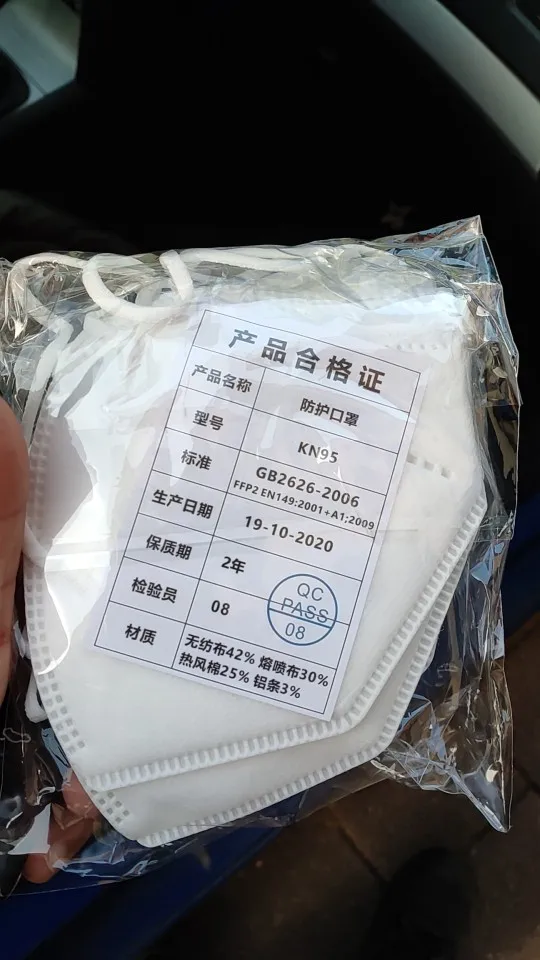 产品合格证
产品名称 防护口罩
型号 KN95
标准 GB2626-2006
FFP2 EN149:2001+A1:2009
生产日期 19-10-2020
保质期 2年
检验员 08
QC
PASS
08
材质 无纺布42% 熔喷布30%
热风棉25% 铝条3%